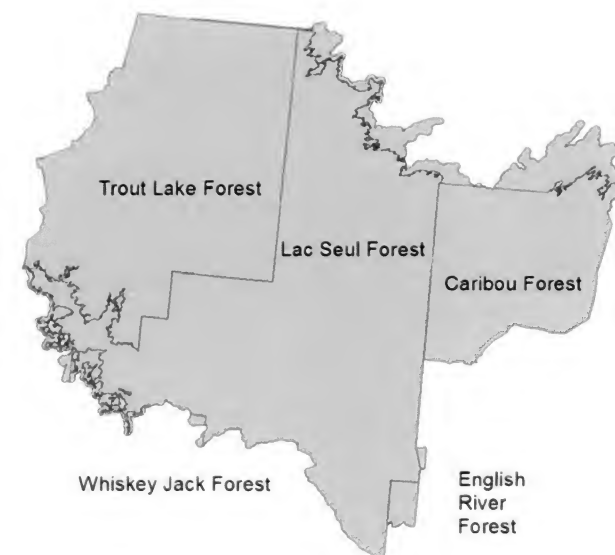 Trout Lake Forest
Lac Seul Forest
Caribou Forest
Whiskey Jack Forest
English
River
Forest